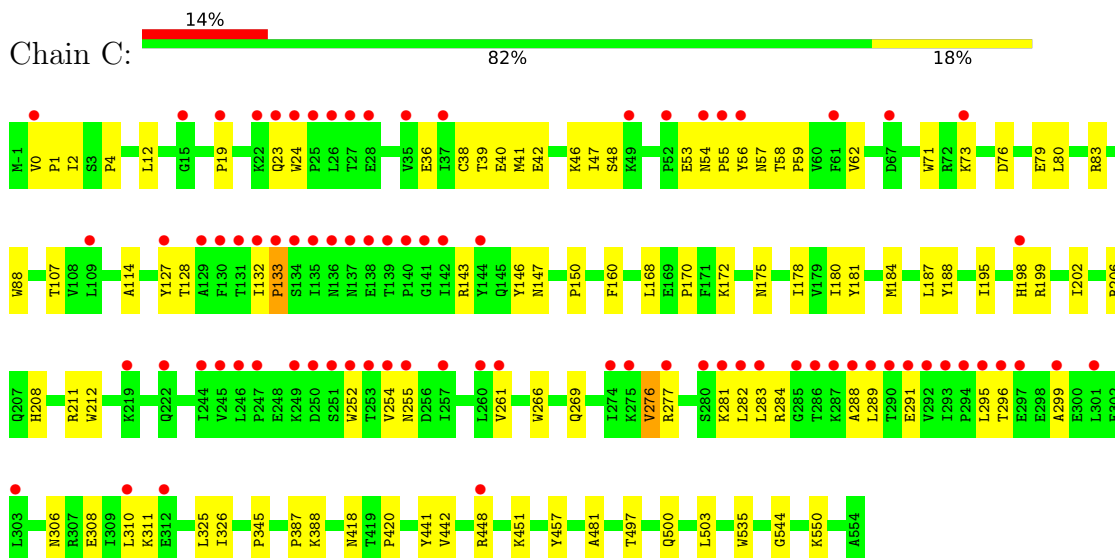 14%
Chain C:
82% 18%
M-1 V0 P1 I2 S3 P4 L12 G15 P19 K22 Q23 W24 P25 L26 T27 E28 V35 E36 I37 C38 T39 E40 M41 E42 K46 I47 S48 K49 P52 E53 N54 P55 Y56 N57 T58 P59 V60 F61 V62 D67 W71 R72 K73 D76 E79 L80 R83
W88 T107 V108 L109 A114 Y127 T128 A129 F130 T131 I132 P133 S134 I135 N136 N137 E138 T139 P140 G141 I142 R143 Y144 Q145 Y146 N147 P150 F160 L168 E169 P170 F171 K172 N175 I178 V179 I180 Y181 M184 L187 Y188 I195 H198 R199 I202 R206
Q207 H208 R211 W212 K219 Q222 I244 V245 L246 P247 E248 K249 D250 S251 W252 T253 V254 N255 D256 I257 L260 V261 W266 Q269 I274 K275 V276 R277 S280 K281 L282 L283 R284 G285 T286 K287 A288 L289 T290 E291 V292 I293 P294 L295 T296 E297 E298 A299 E300 L301 E302
L303 N306 R307 E308 I309 L310 K311 E312 L325 I326 P345 P387 K388 N418 T419 P420 Y441 V442 R448 K451 Y457 A481 T497 Q500 L503 W535 G544 K550 A554